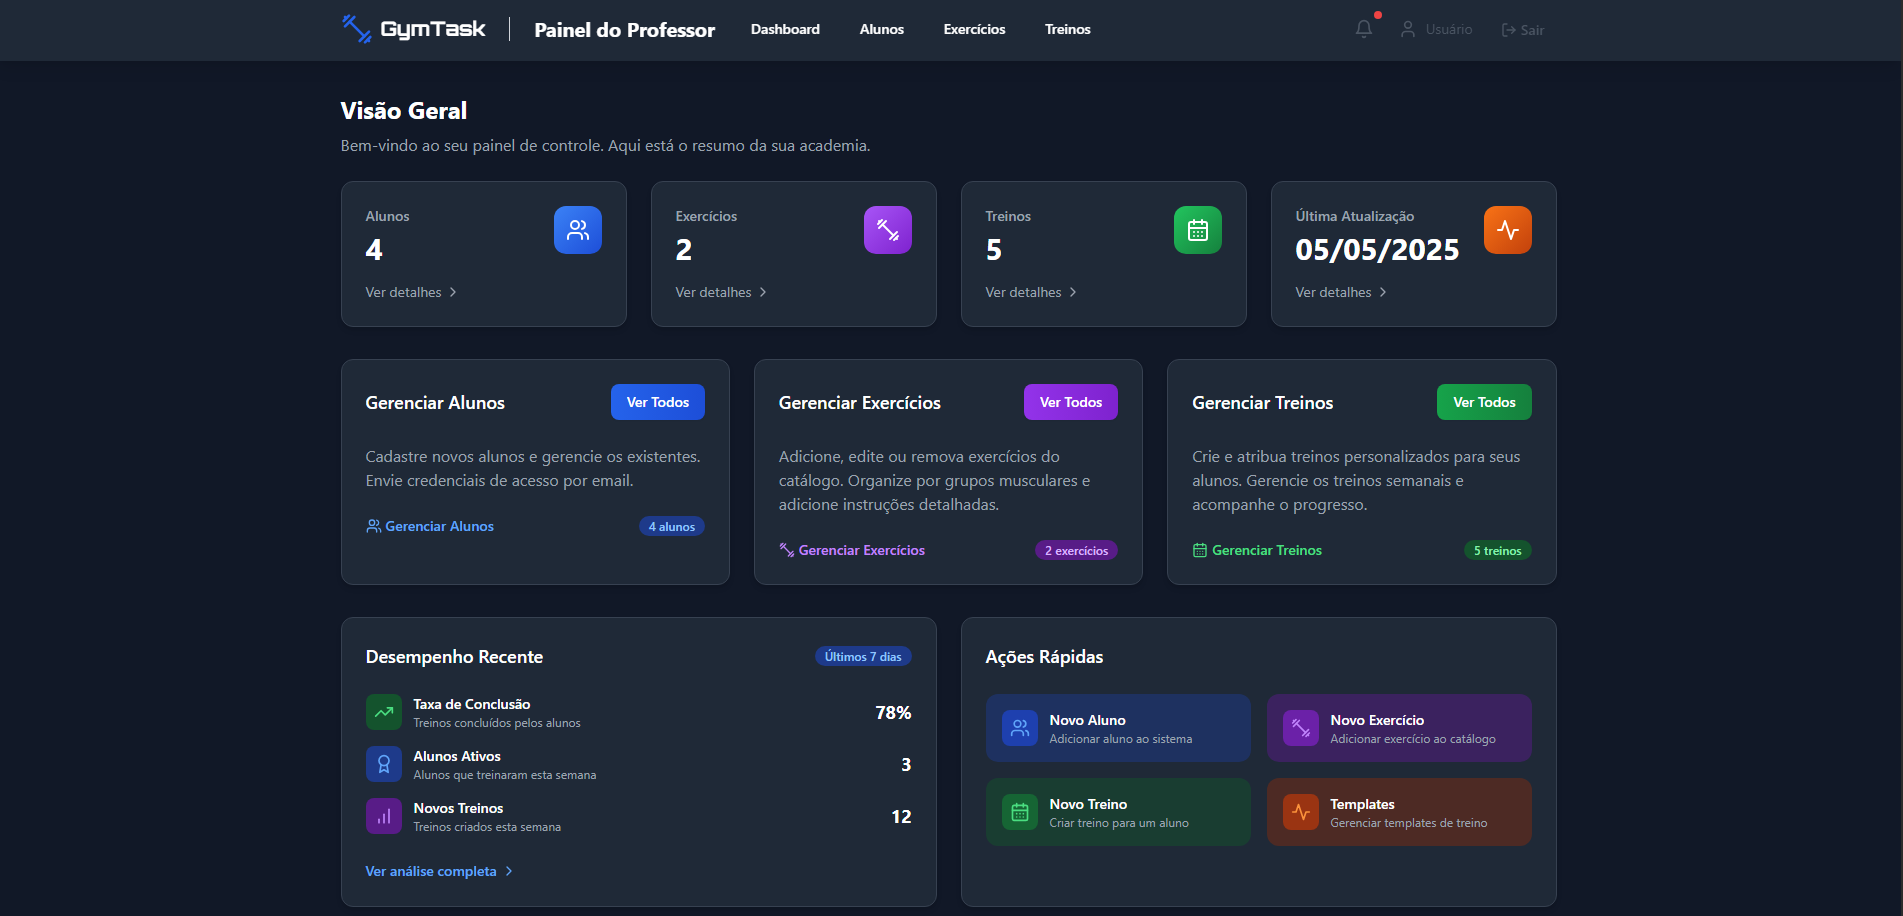 GymTask
Painel do Professor
Dashboard
Alunos
Exercícios
Treinos
Usuário
Sair
Visão Geral
Bem-vindo ao seu painel de controle. Aqui está o resumo da sua academia.
Alunos
4
Ver detalhes
Exercícios
2
Ver detalhes
Treinos
5
Ver detalhes
Última Atualização
05/05/2025
Ver detalhes
Gerenciar Alunos
Ver Todos
Cadastre novos alunos e gerencie os existentes.
Envie credenciais de acesso por email.
Gerenciar Alunos
4 alunos
Gerenciar Exercícios
Ver Todos
Adicione, edite ou remova exercícios do
catálogo. Organize por grupos musculares e
adicione instruções detalhadas.
Gerenciar Exercícios
2 exercícios
Gerenciar Treinos
Ver Todos
Crie e atribua treinos personalizados para seus
alunos. Gerencie os treinos semanais e
acompanhe o progresso.
Gerenciar Treinos
5 treinos
Desempenho Recente
Últimos 7 dias
Taxa de Conclusão
Treinos concluídos pelos alunos
78%
Alunos Ativos
Alunos que treinaram esta semana
3
Novos Treinos
Treinos criados esta semana
12
Ver análise completa
Ações Rápidas
Novo Aluno
Adicionar aluno ao sistema
Novo Exercício
Adicionar exercício ao catálogo
Novo Treino
Criar treino para um aluno
Templates
Gerenciar templates de treino